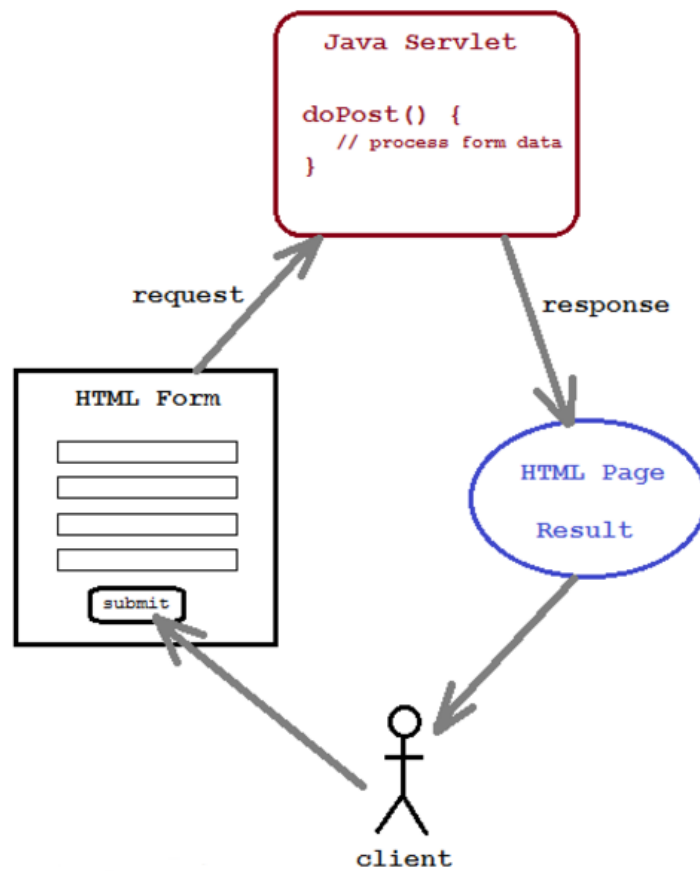 Java Servlet
doPost() {
// process form data
}
request
response
HTML Form
submit
HTML Page
Result
client